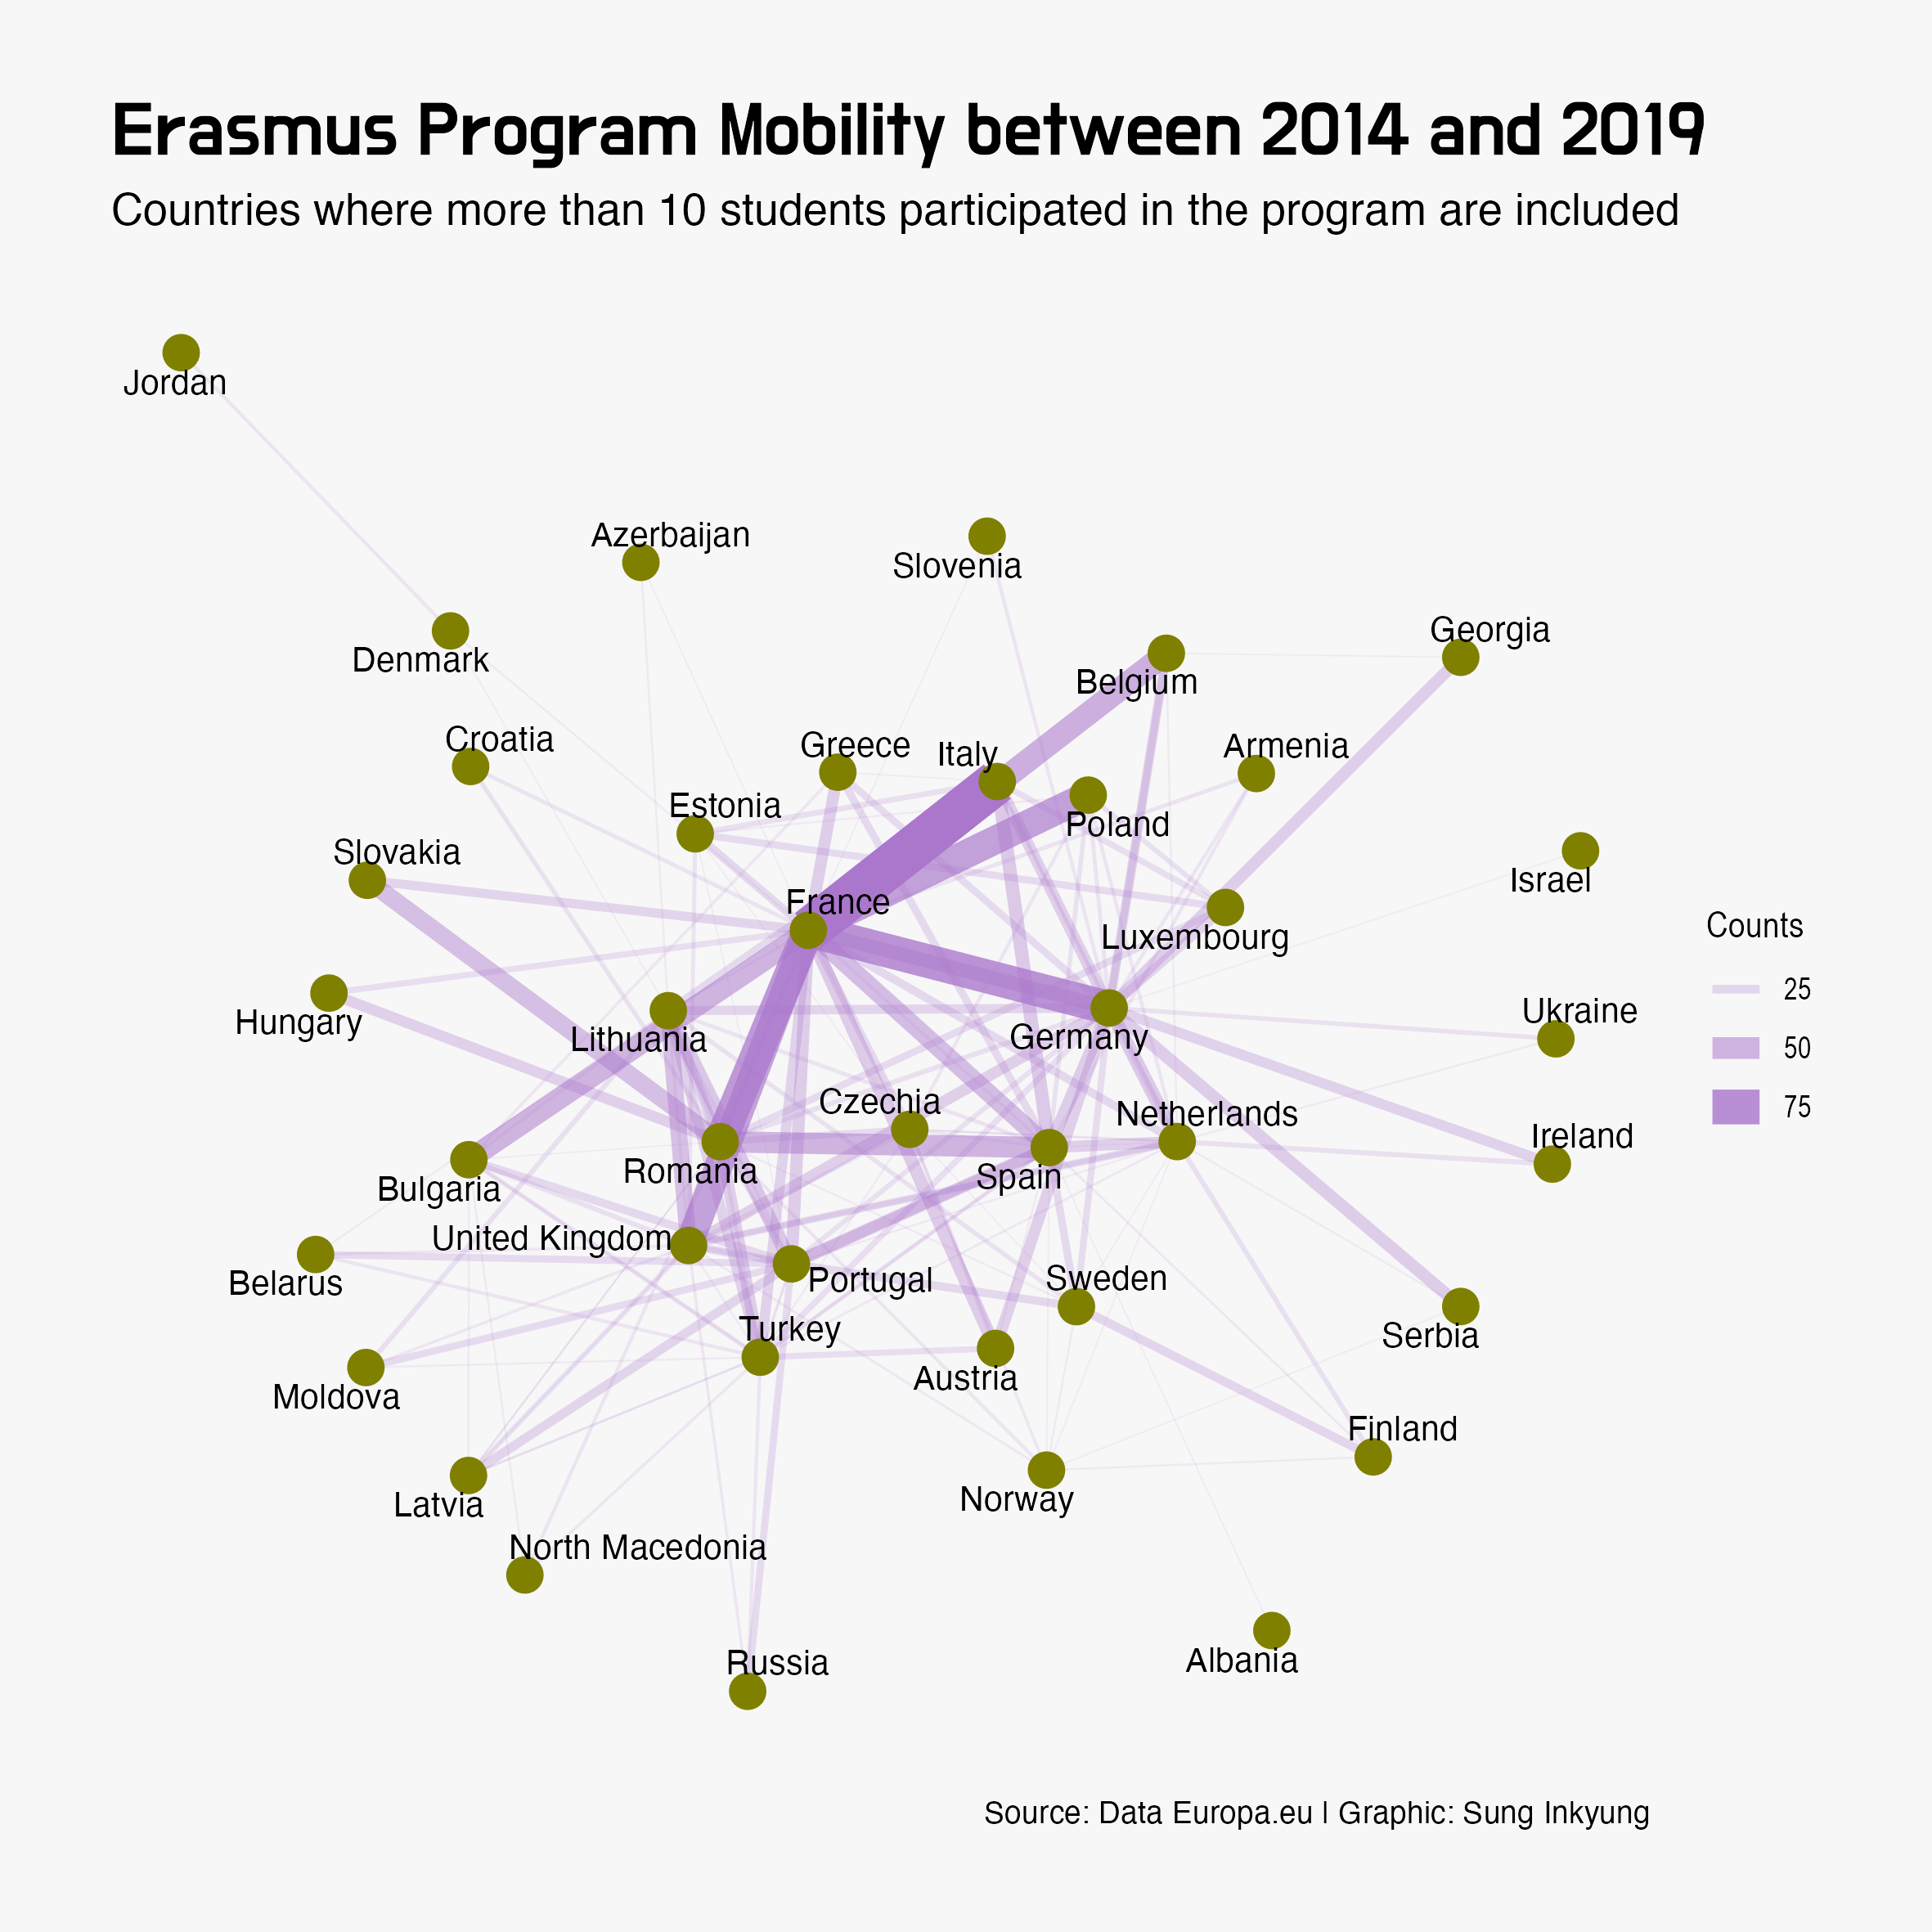 Erasmus Program Mobility between 2014 and 2019
Countries where more than 10 students participated in the program are included
Jordan
Azerbaijan
Slovenia
Denmark
Georgia
Belgium
Croatia
Greece
Italy
Armenia
Estonia
Poland
Slovakia
Israel
France
Luxembourg
Counts
25
50
75
Hungary
Lithuania
Germany
Ukraine
Czechia
Netherlands
Ireland
Bulgaria
Romania
Spain
United Kingdom
Belarus
Portugal
Sweden
Turkey
Serbia
Moldova
Austria
Finland
Latvia
Norway
North Macedonia
Russia
Albania
Source: Data Europa.eu | Graphic: Sung Inkyung